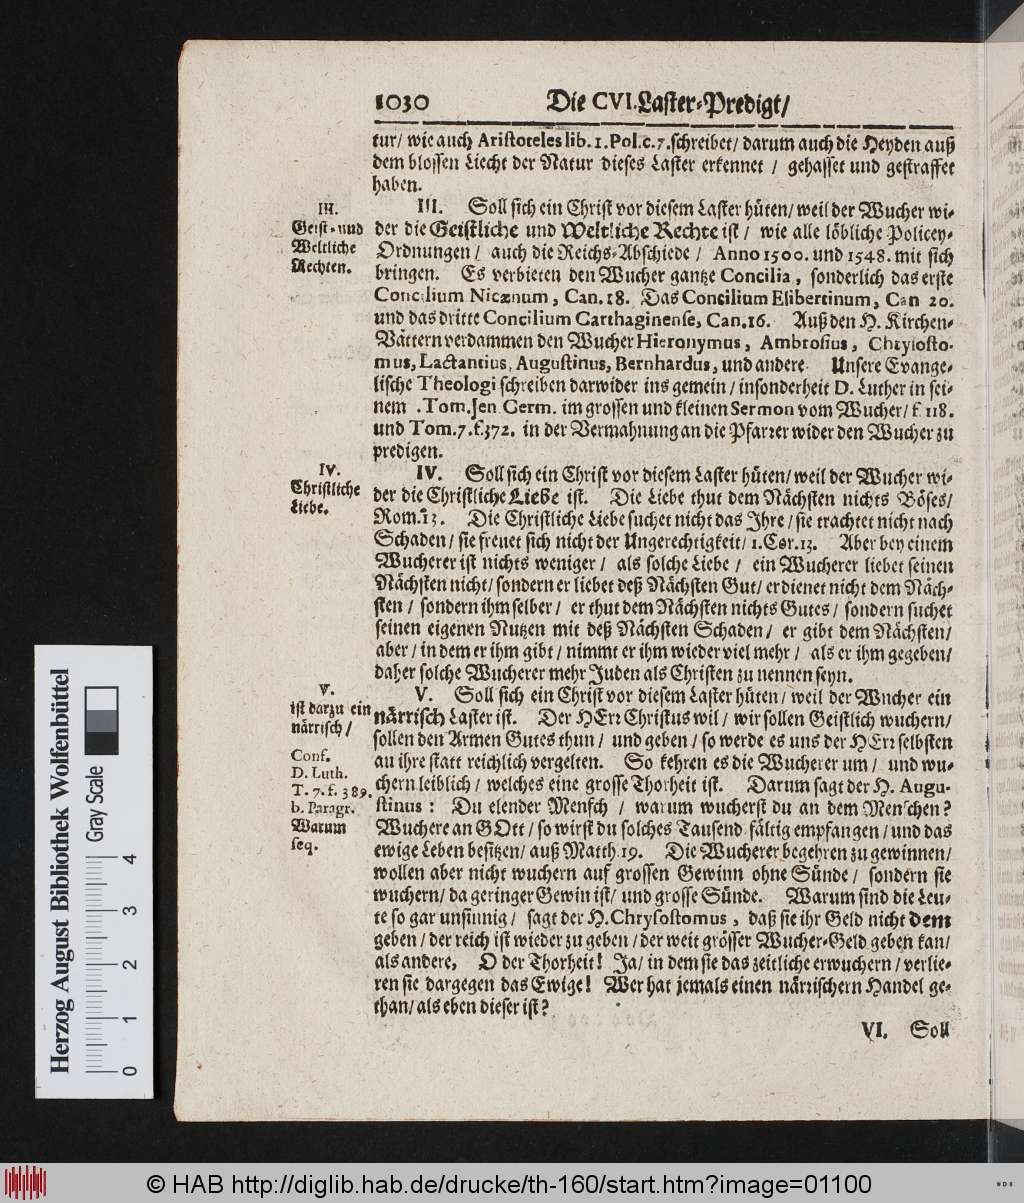 1030 Die CVI. Laster-Predigt/
tur/ wie auch Aristoteles lib. 1. Pol. c. 7. schreibet/ darum auch die Heyden auß
dem blossen Liecht der Natur dieses Laster erkennet / gehasset und gestraffet
haben.
III.
Geist- und
Weltliche
Rechten.
III. Soll sich ein Christ vor diesem Laster hüten/ weil der Wucher wi-
der die Geistliche und Weltliche Rechte ist / wie alle löbliche Policey-
Ordnungen / auch die Reichs-Abschiede / Anno 1500. und 1548. mit sich
bringen. Es verbieten den Wucher gantze Concilia, sonderlich das erste
Concilium Nicænum, Can. 18. Das Concilium Elibertinum, Can 20.
und das dritte Concilium Carthaginense, Can. 16. Auß den H. Kirchen-
Vättern verdammen den Wucher Hieronymus, Ambrosius, Chrysosto-
mus, Lactantius, Augustinus, Bernhardus, und andere. Unsere Evange-
lische Theologi schreiben darwider ins gemein / insonderheit D. Luther in sei-
nem . Tom. Jen Germ. im grossen und kleinen Sermon vom Wucher/ f. 118.
und Tom. 7. f. 372. in der Vermahnung an die Pfarrer wider den Wucher zu
predigen.
IV.
Christliche
Liebe.
IV. Soll sich ein Christ vor diesem Laster hüten/ weil der Wucher wi-
der die Christliche Liebe ist. Die Liebe thut dem Nächsten nichts Böses/
Rom. 13. Die Christliche Liebe suchet nicht das Ihre / sie trachtet nicht nach
Schaden / sie freuet sich nicht der Ungerechtigkeit/ 1. Cor. 13. Aber bey einem
Wucherer ist nichts weniger / als solche Liebe / ein Wucherer liebet seinen
Nächsten nicht/ sondern er liebet deß Nächsten Gut/ er dienet nicht dem Näch-
sten / sondern ihm selber / er thut dem Nächsten nichts Gutes / sondern suchet
seinen eigenen Nutzen mit deß Nächsten Schaden / er gibt dem Nächsten/
aber / in dem er ihm gibt / nimmt er ihm wieder viel mehr / als er ihm gegeben/
daher solche Wucherer mehr Juden als Christen zu nennen seyn.
V.
ist darzu ein
närrisch /
Conf.
D. Luth.
T. 7. f. 389.
b. Paragr.
Warum
seq.
V. Soll sich ein Christ vor diesem Laster hüten / weil der Wucher ein
närrisch Laster ist. Der HErr Christus wil / wir sollen Geistlich wuchern/
sollen den Armen Gutes thun / und geben / so werde es uns der HErr selbsten
an ihre statt reichlich vergelten. So kehren es die Wucherer um / und wu-
chern leiblich / welches eine grosse Thorheit ist. Darum sagt der H. Augu-
stinus: Du elender Mensch / warum wucherst du an dem Menschen?
Wuchere an GOtt / so wirst du solches Tausend fältig empfangen / und das
ewige Leben besitzen/ auß Matth. 19. Die Wucherer begehren zu gewinnen/
wollen aber nicht wuchern auf grossen Gewinn ohne Sünde / sondern sie
wuchern/ da geringer Gewin ist/ und grosse Sünde. Warum sind die Leu-
te so gar unsinnig / sagt der H. Chrysostomus, daß sie ihr Geld nicht dem
geben / der reich ist wieder zu geben / der weit grösser Wucher-Geld geben kan/
als andere, O der Thorheit! Ja/ in dem sie das zeitliche erwuchern / verlie-
ren sie dargegen das Ewige! Wer hat jemals einen närrischern Handel ge-
than/ als eben dieser ist?
VI. Soll
Herzog August Bibliothek Wolfenbüttel
Gray Scale
0 1 2 3 4
© HAB http://diglib.hab.de/drucke/th-160/start.htm?image=01100